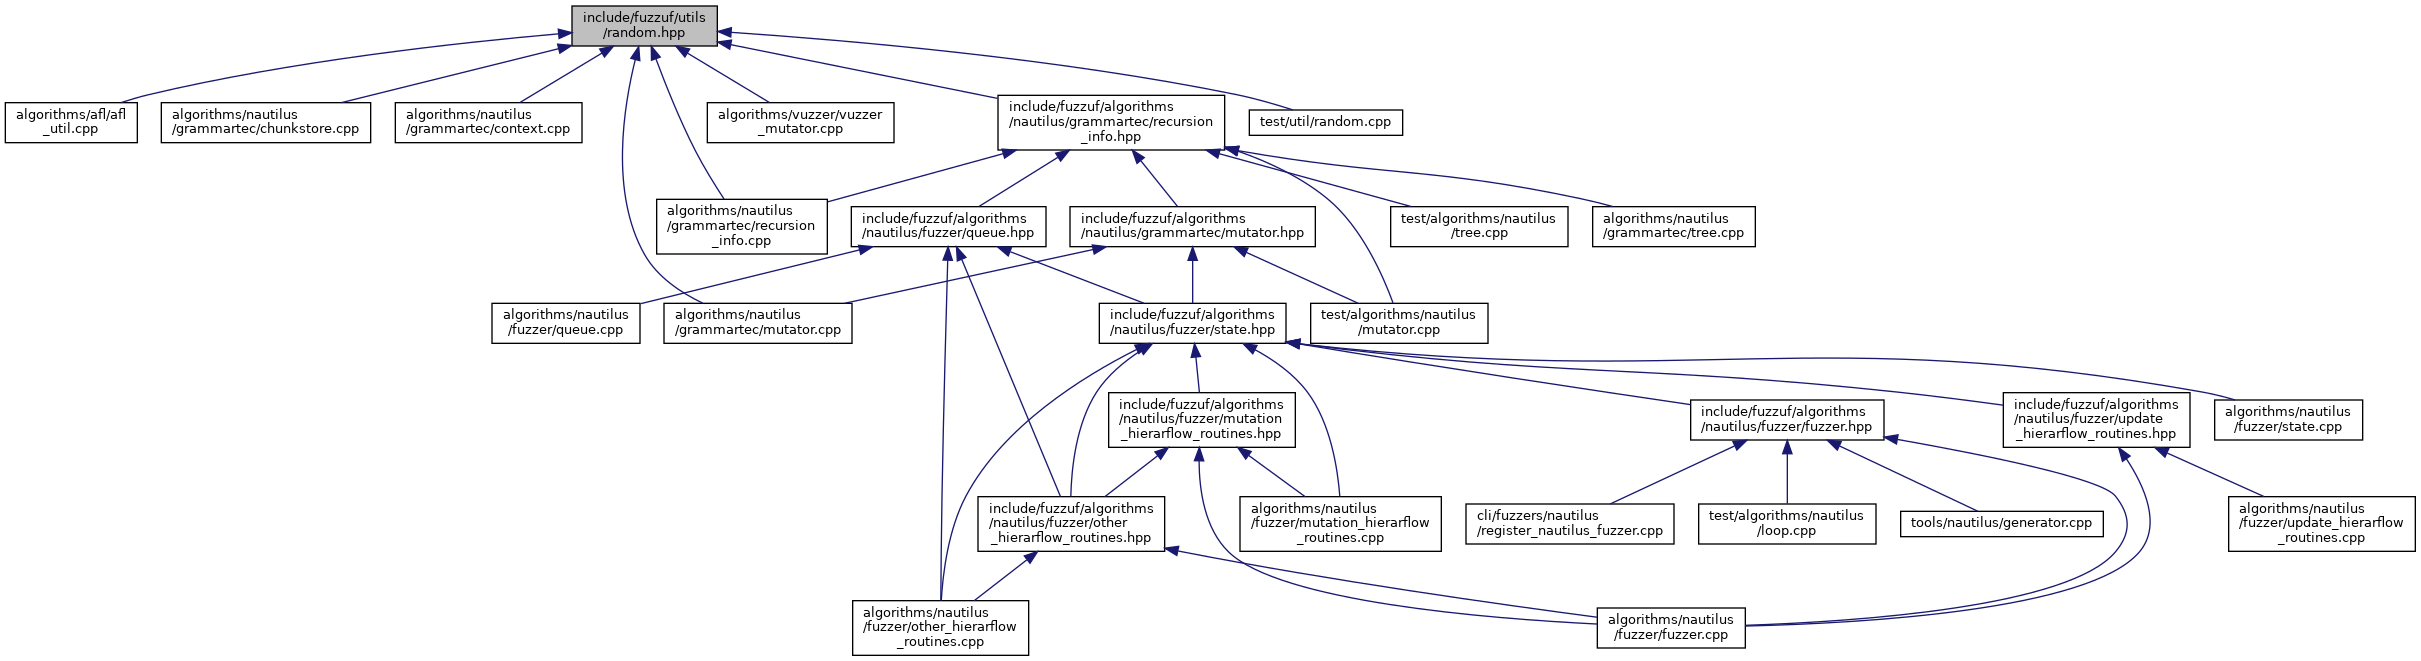 include/fuzzuf/utils
/random.hpp
algorithms/afl/afl
_util.cpp
algorithms/nautilus
/grammartec/chunkstore.cpp
algorithms/nautilus
/grammartec/context.cpp
algorithms/vuzzer/vuzzer
_mutator.cpp
include/fuzzuf/algorithms
/nautilus/grammartec/recursion
_info.hpp
test/util/random.cpp
algorithms/nautilus
/grammartec/recursion
_info.cpp
include/fuzzuf/algorithms
/nautilus/fuzzer/queue.hpp
include/fuzzuf/algorithms
/nautilus/grammartec/mutator.hpp
test/algorithms/nautilus
/tree.cpp
algorithms/nautilus
/grammartec/tree.cpp
algorithms/nautilus
/fuzzer/queue.cpp
algorithms/nautilus
/grammartec/mutator.cpp
include/fuzzuf/algorithms
/nautilus/fuzzer/state.hpp
test/algorithms/nautilus
/mutator.cpp
include/fuzzuf/algorithms
/nautilus/fuzzer/mutation
_hierarflow_routines.hpp
include/fuzzuf/algorithms
/nautilus/fuzzer/fuzzer.hpp
include/fuzzuf/algorithms
/nautilus/fuzzer/update
_hierarflow_routines.hpp
algorithms/nautilus
/fuzzer/state.cpp
include/fuzzuf/algorithms
/nautilus/fuzzer/other
_hierarflow_routines.hpp
algorithms/nautilus
/fuzzer/mutation_hierarflow
_routines.cpp
cli/fuzzers/nautilus
/register_nautilus_fuzzer.cpp
test/algorithms/nautilus
/loop.cpp
tools/nautilus/generator.cpp
algorithms/nautilus
/fuzzer/update_hierarflow
_routines.cpp
algorithms/nautilus
/fuzzer/other_hierarflow
_routines.cpp
algorithms/nautilus
/fuzzer/fuzzer.cpp